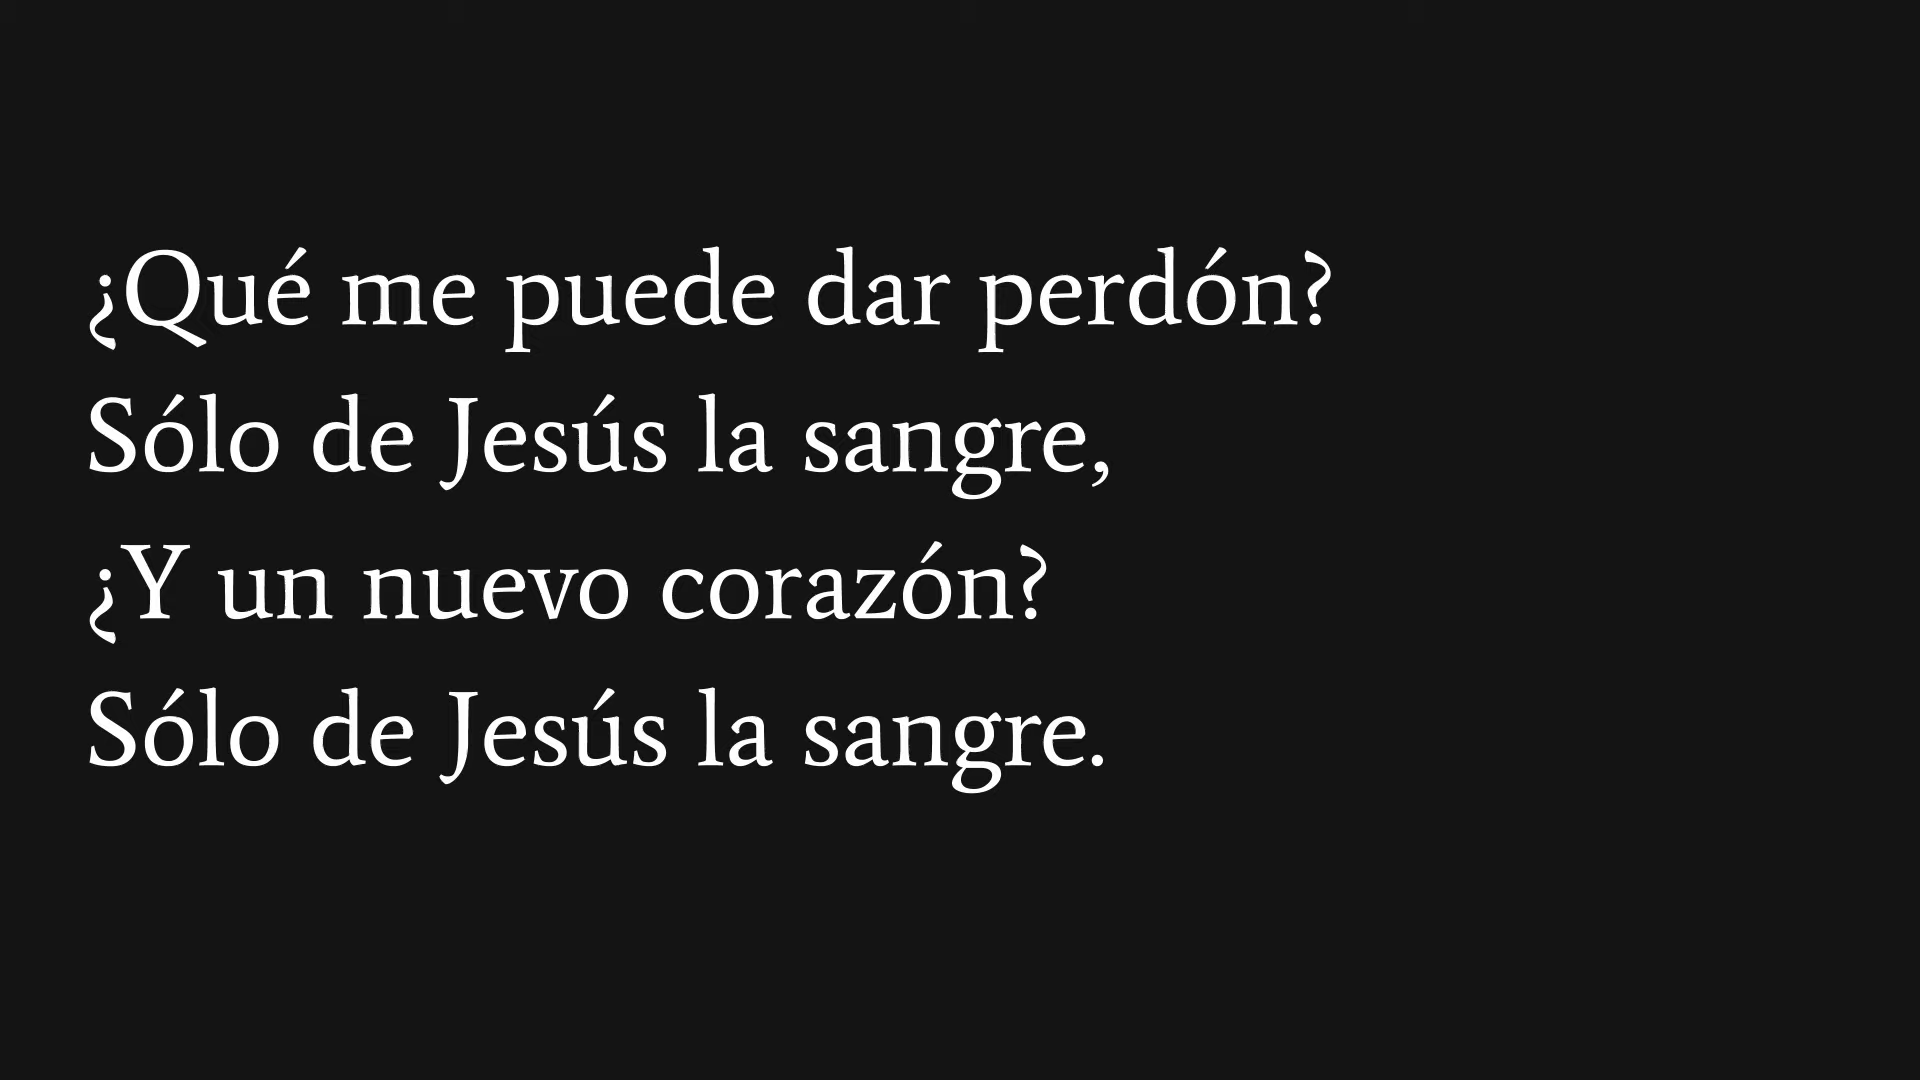 ¿Qué me puede dar perdón?
Sólo de Jesús la sangre,
¿Y un nuevo corazón?
Sólo de Jesús la sangre.